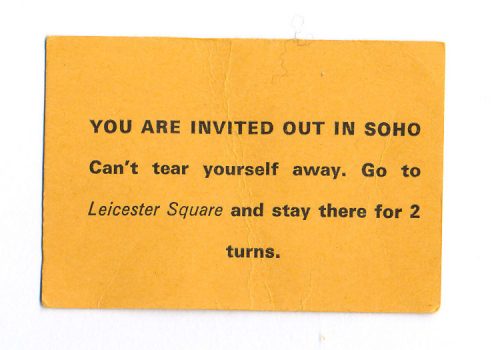 YOU ARE INVITED OUT IN SOHO
Can't tear yourself away. Go to
Leicester Square and stay there for 2
turns.